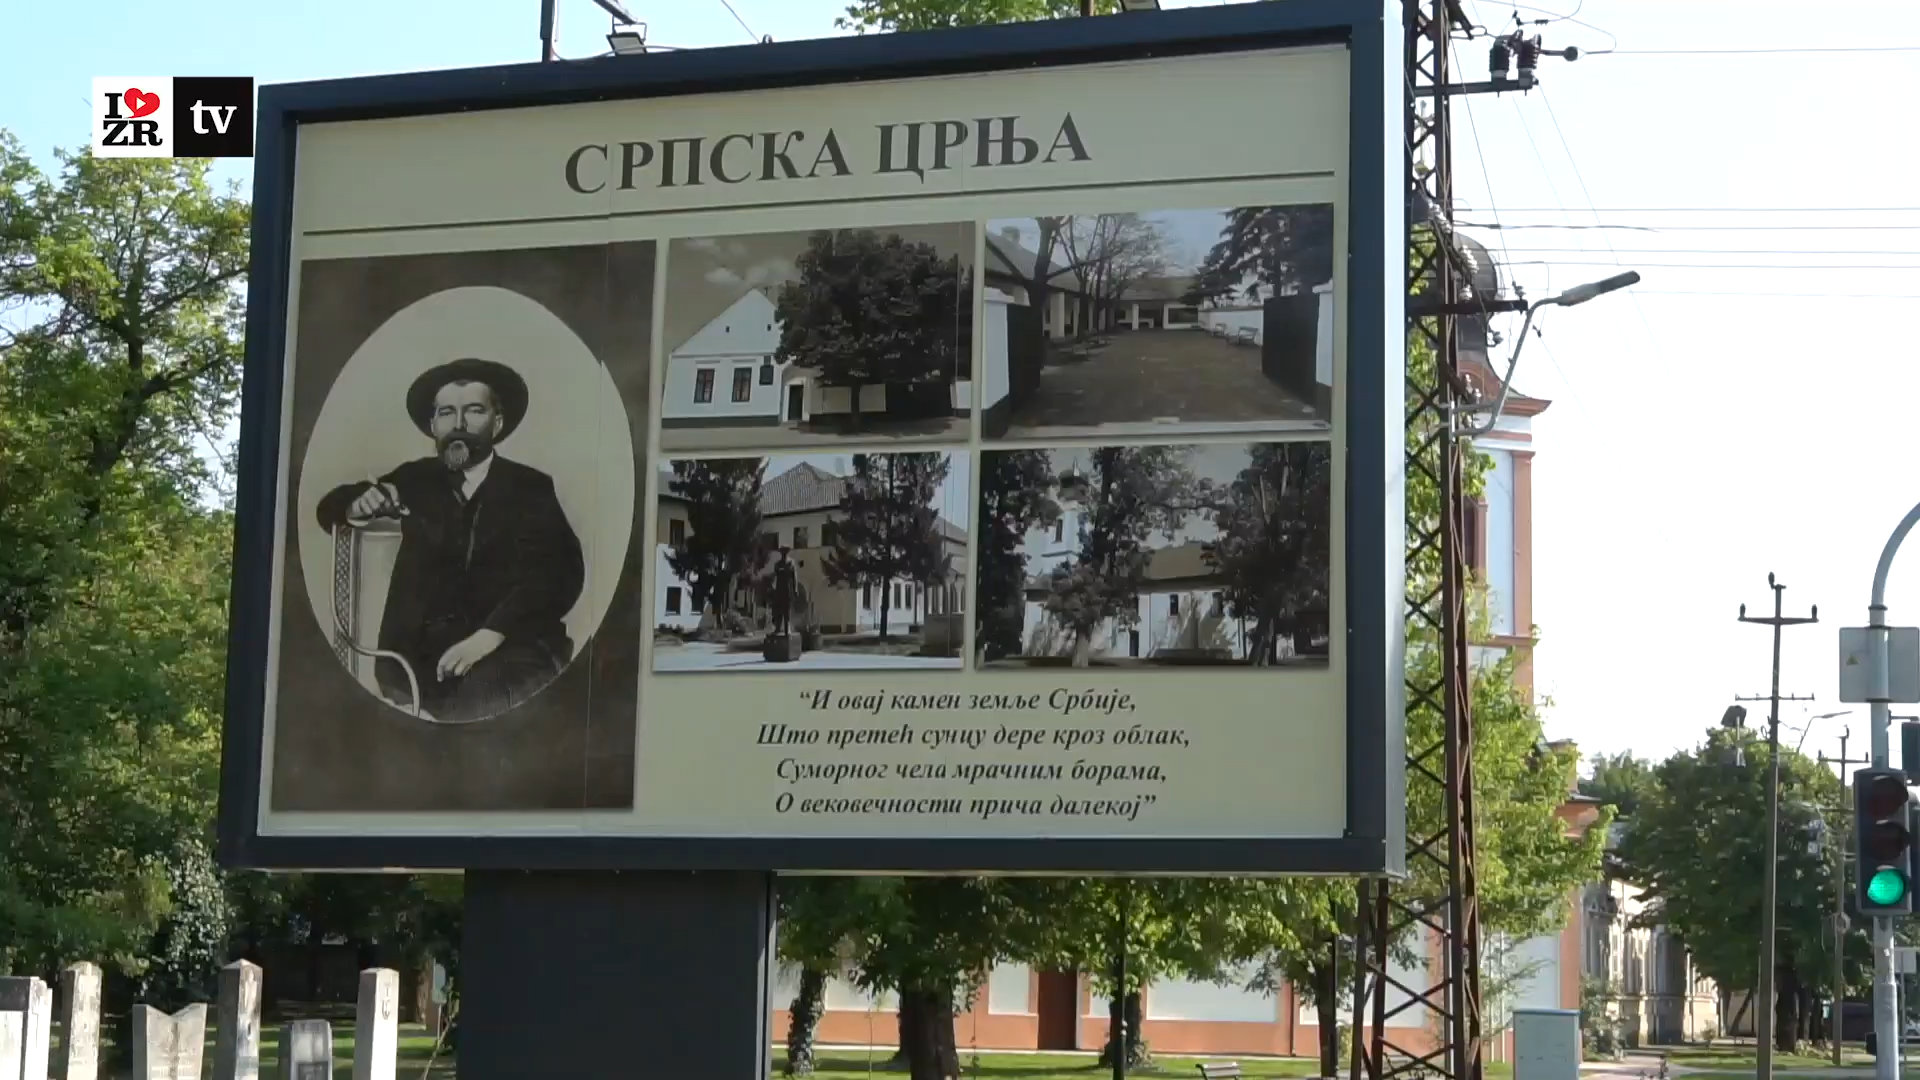 I ZR
tv
СРПСКА ЦРЊА
“И овај камен земље Србије,
Што претећ сунцу дере кроз облак,
Суморног чела мрачним борама,
О вековечности прича далекој”